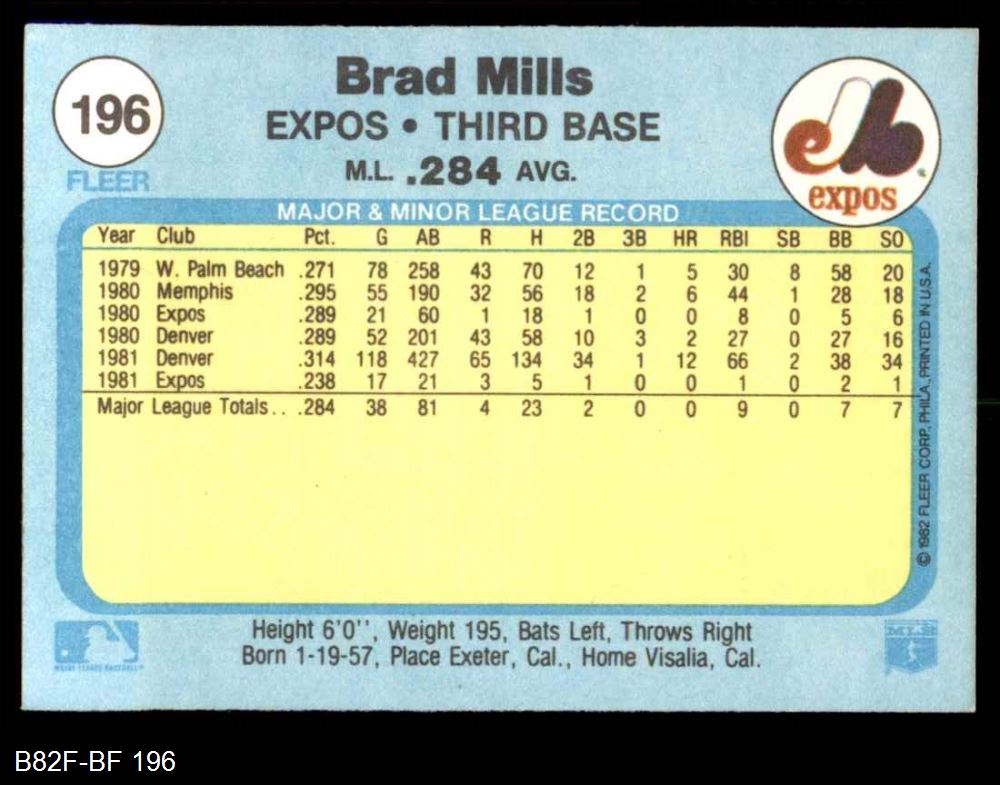 196
FLEER
Brad Mills
EXPOS • THIRD BASE
M.L. .284 AVG.
expos
MAJOR & MINOR LEAGUE RECORD
Year Club Pct. G AB R H 2B 3B HR RBI SB BB SO
1979 W. Palm Beach .271 78 258 43 70 12 1 5 30 8 58 20
1980 Memphis .295 55 190 32 56 18 2 6 44 1 28 18
1980 Expos .289 21 60 1 18 1 0 0 8 0 5 6
1980 Denver .289 52 201 43 58 10 3 2 27 0 27 16
1981 Denver .314 118 427 65 134 34 1 12 66 2 38 34
1981 Expos .238 17 21 3 5 1 0 0 1 0 2 1
Major League Totals. . .284 38 81 4 23 2 0 0 9 0 7 7
© 1982 FLEER CORP., PHILA., PRINTED IN U.S.A.
Height 6'0'', Weight 195, Bats Left, Throws Right
Born 1-19-57, Place Exeter, Cal., Home Visalia, Cal.
MAJOR LEAGUE BASEBALL
B82F-BF 196